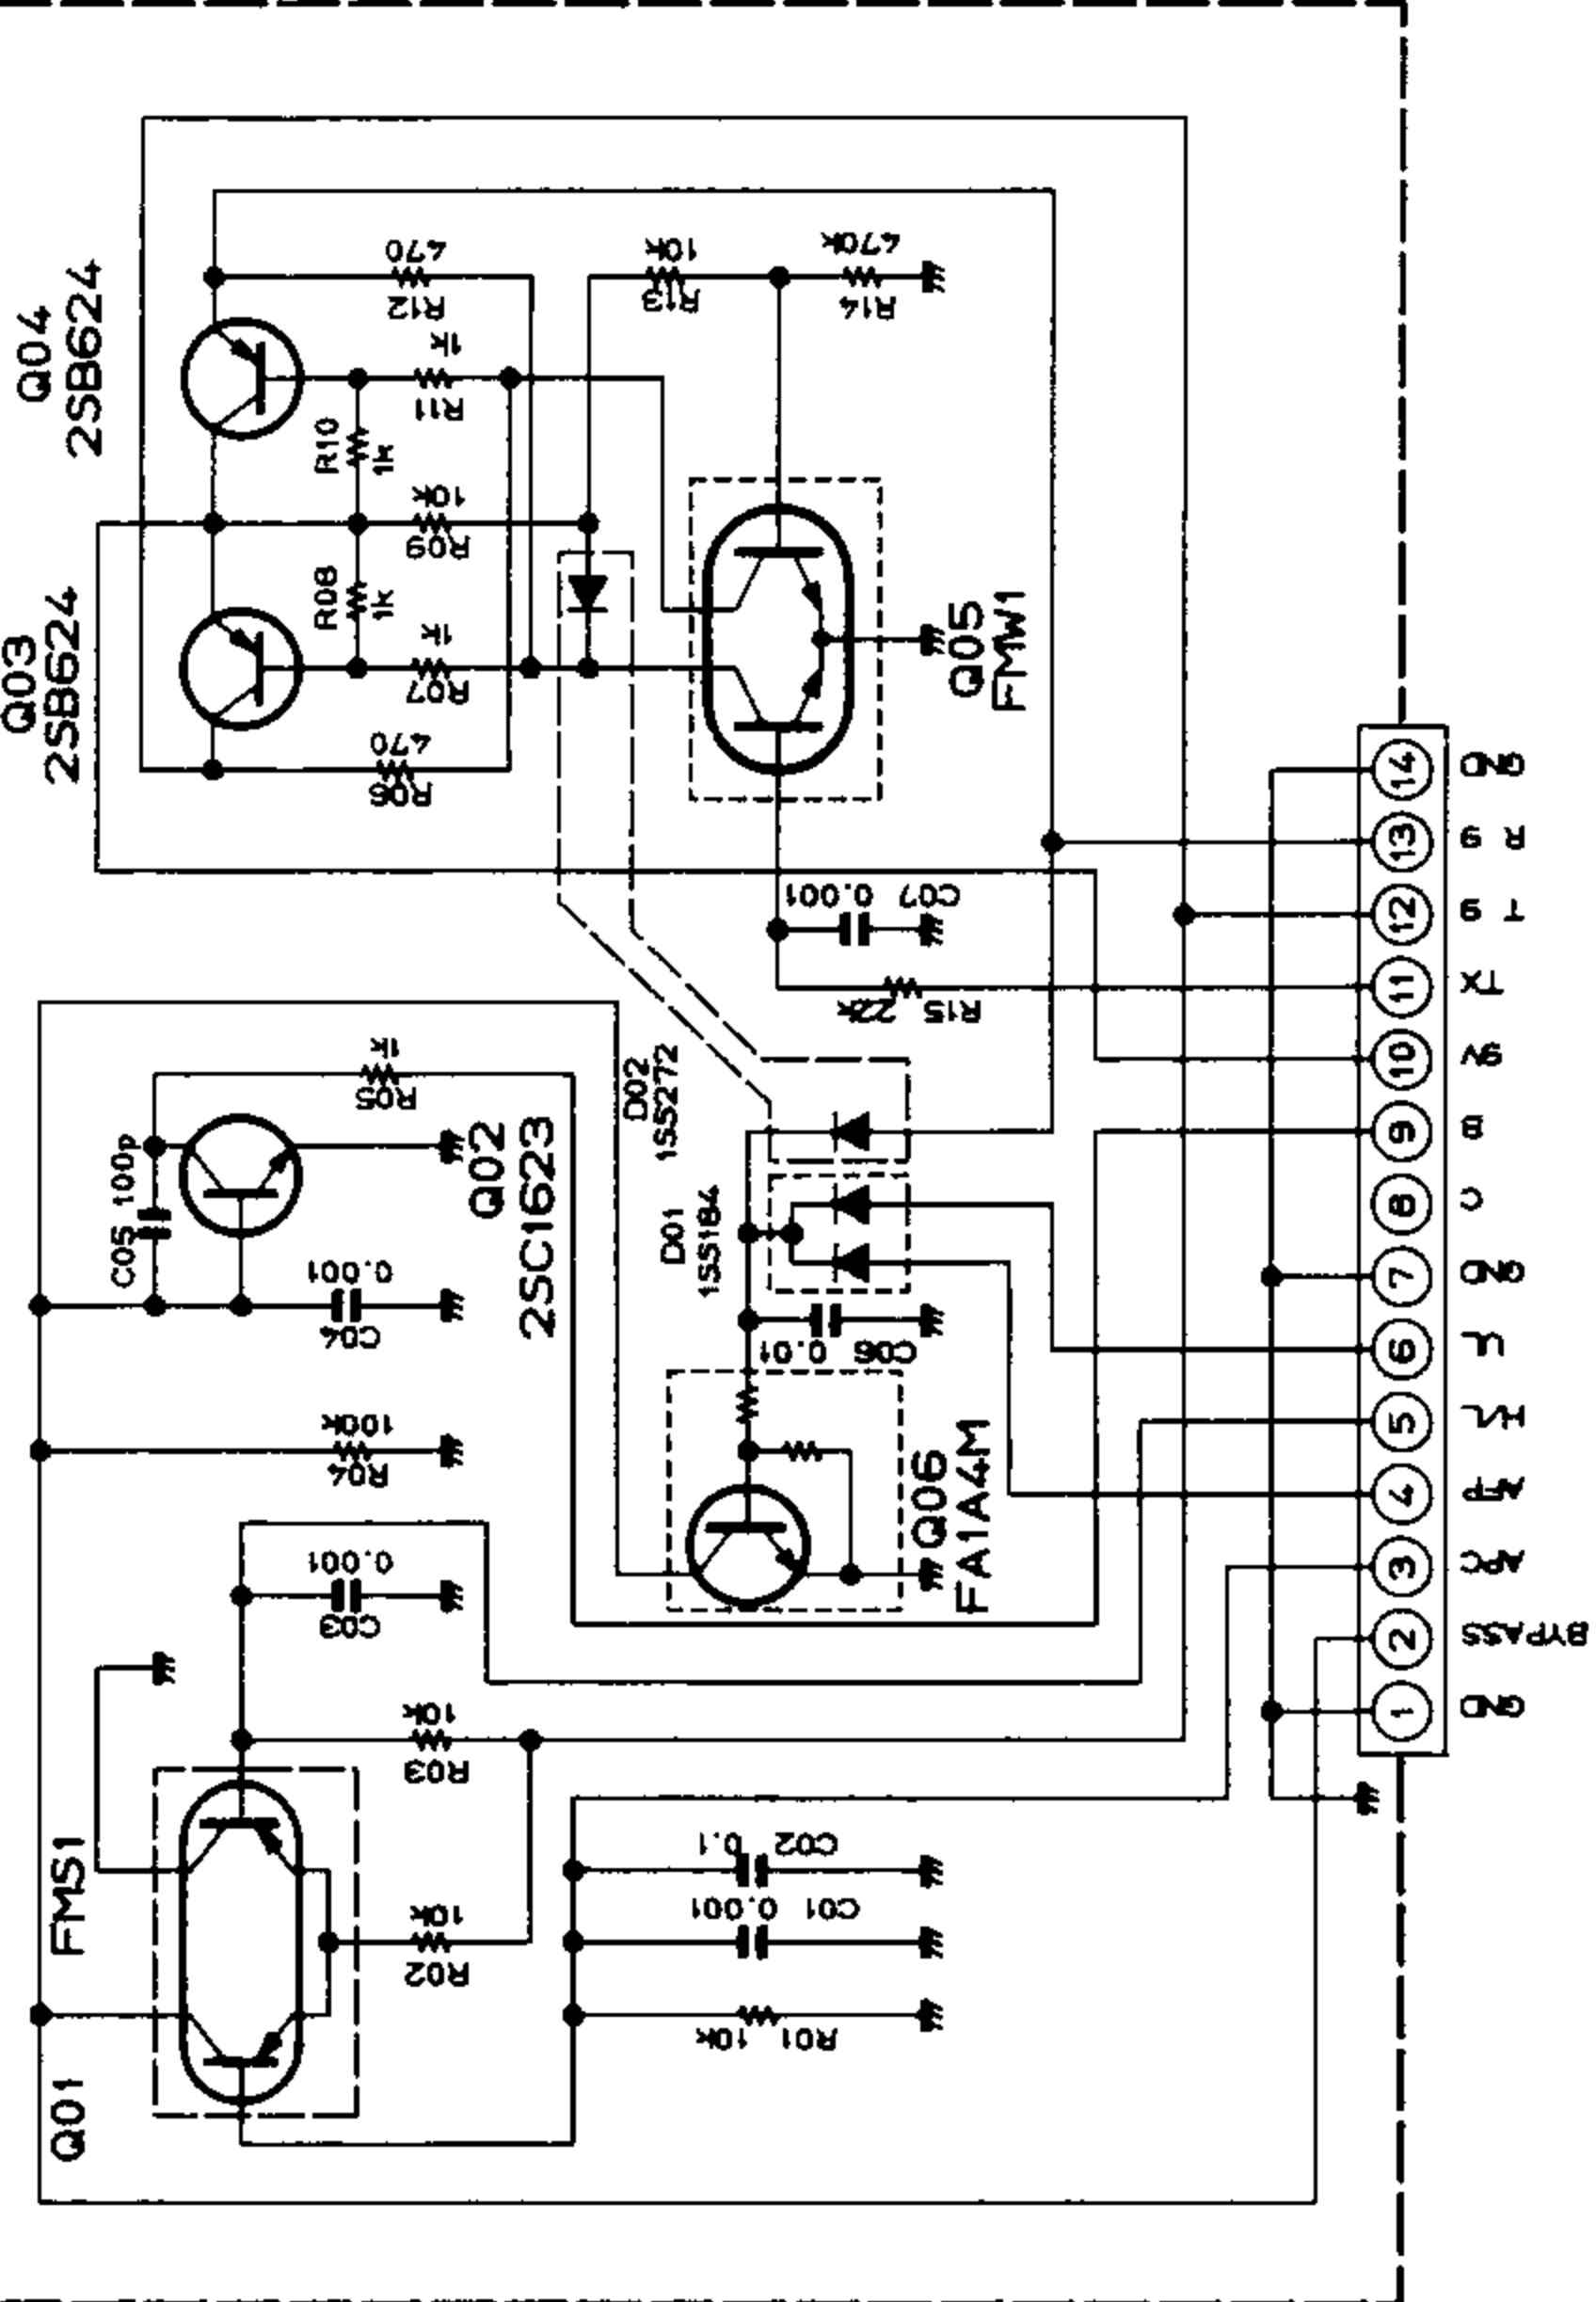 Q04
2SB624
Q03
2SB624
470
R12
1k
R11
R10
1k
10k
R09
R08
1k
1k
R07
470
R06
10k
R13
470k
R14
Q05
FMW1
0.001 C07
22k R15
1k
R05
C05 100p
Q02
2SC1623
0.001
C04
100k
R04
D02
1SS272
D01
1SS184
0.01 C06
Q06
FA1A4M
0.001
C03
10k
R03
FMS1
Q01
10k
R02
0.1 C02
0.001 C01
10k R01
14 GND
13 R 9
12 T 9
11 TX
10 9V
9 B
8 C
7 GND
6 UL
5 H/L
4 AFP
3 APC
2 BYPASS
1 GND